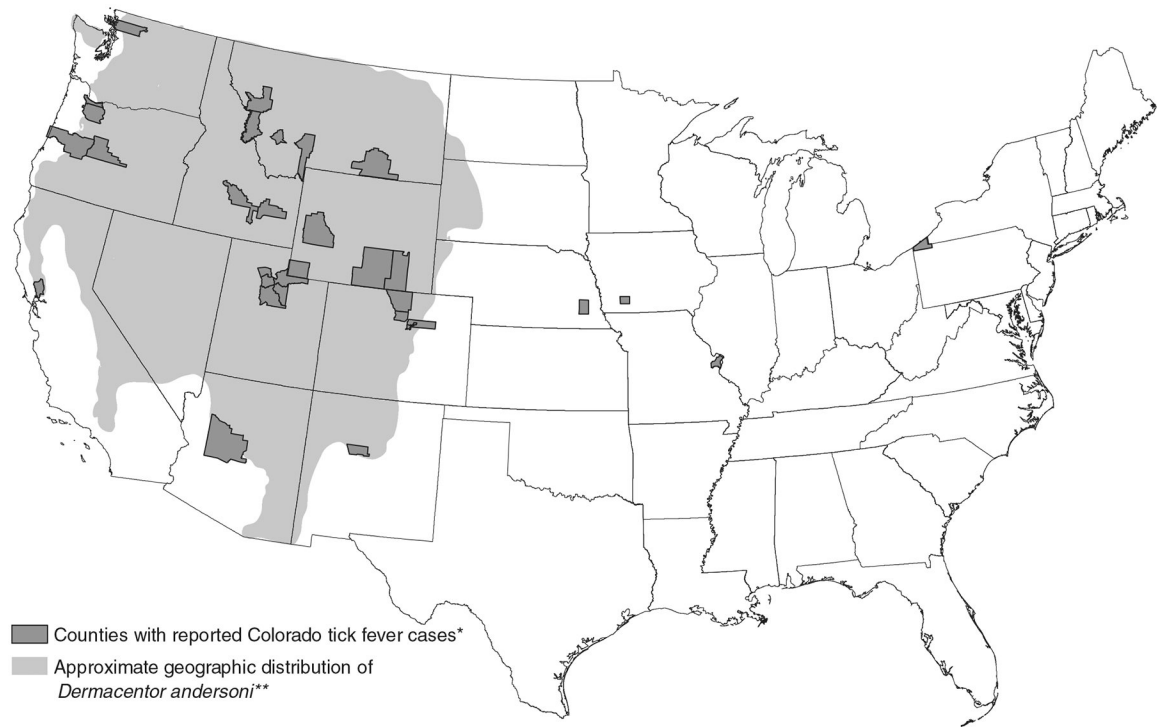 Counties with reported Colorado tick fever cases*
Approximate geographic distribution of
Dermacentor andersoni**